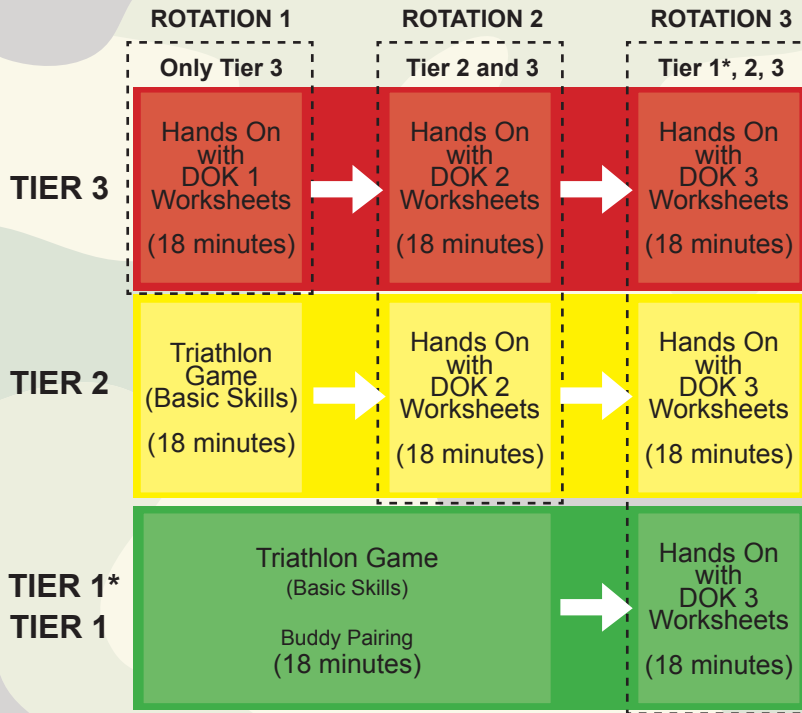 ROTATION 1
ROTATION 2
ROTATION 3
Only Tier 3
Tier 2 and 3
Tier 1*, 2, 3
TIER 3
Hands On
with
DOK 1
Worksheets
(18 minutes)
Hands On
with
DOK 2
Worksheets
(18 minutes)
Hands On
with
DOK 3
Worksheets
(18 minutes)
TIER 2
Triathlon
Game
(Basic Skills)
(18 minutes)
Hands On
with
DOK 2
Worksheets
(18 minutes)
Hands On
with
DOK 3
Worksheets
(18 minutes)
TIER 1*
TIER 1
Triathlon Game
(Basic Skills)
Buddy Pairing
(18 minutes)
Hands On
with
DOK 3
Worksheets
(18 minutes)